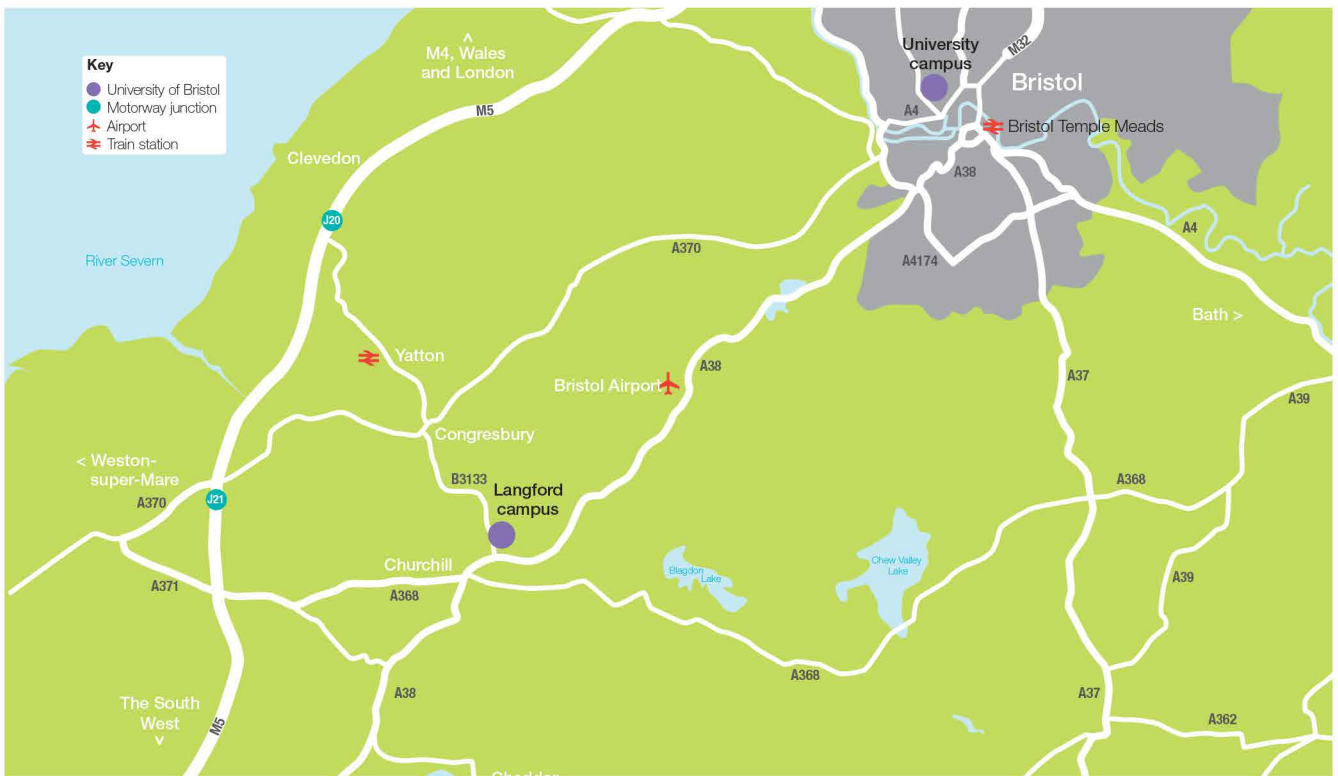 Key
University of Bristol
Motorway junction
Airport
Train station
^
M4, Wales
and London
M5
University
campus
M32
Bristol
A4
Bristol Temple Meads
A38
Clevedon
J20
River Severn
A370
A4174
A4
Bath >
Yatton
Bristol Airport
A38
A37
A39
Congresbury
< Weston-
super-Mare
A370
J21
B3133
Langford
campus
A368
Churchill
A371
A368
Blagdon
Lake
Chew Valley
Lake
A39
A368
A38
The South
West
v
M5
A37
A362